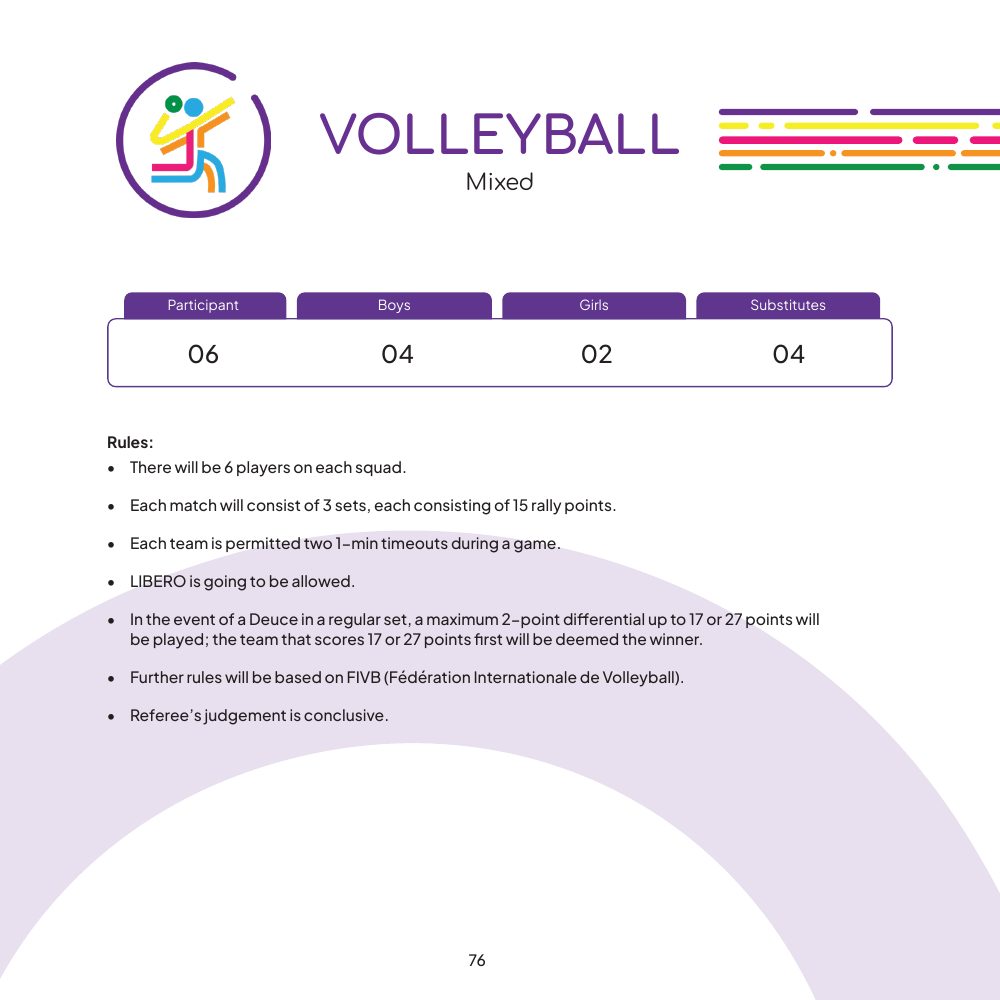 VOLLEYBALL
Mixed
Participant Boys Girls Substitutes
06 04 02 04
Rules:
• There will be 6 players on each squad.
• Each match will consist of 3 sets, each consisting of 15 rally points.
• Each team is permitted two 1–min timeouts during a game.
• LIBERO is going to be allowed.
• In the event of a Deuce in a regular set, a maximum 2–point differential up to 17 or 27 points will
be played; the team that scores 17 or 27 points first will be deemed the winner.
• Further rules will be based on FIVB (Fédération Internationale de Volleyball).
• Referee’s judgement is conclusive.
76